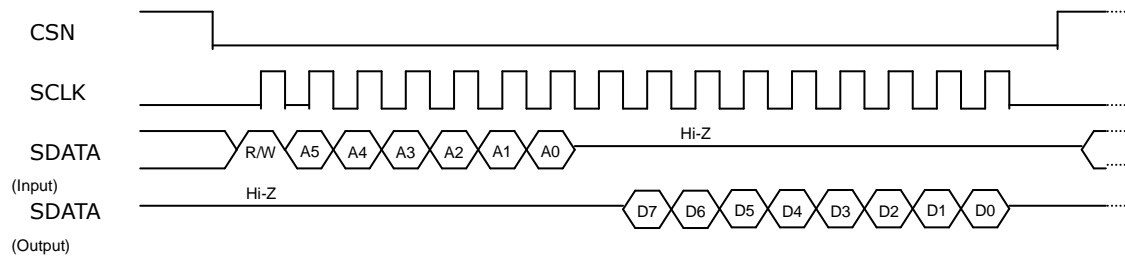 CSN
SCLK
Hi-Z
SDATA R/W A5 A4 A3 A2 A1 A0
(Input)
Hi-Z
SDATA D7 D6 D5 D4 D3 D2 D1 D0
(Output)